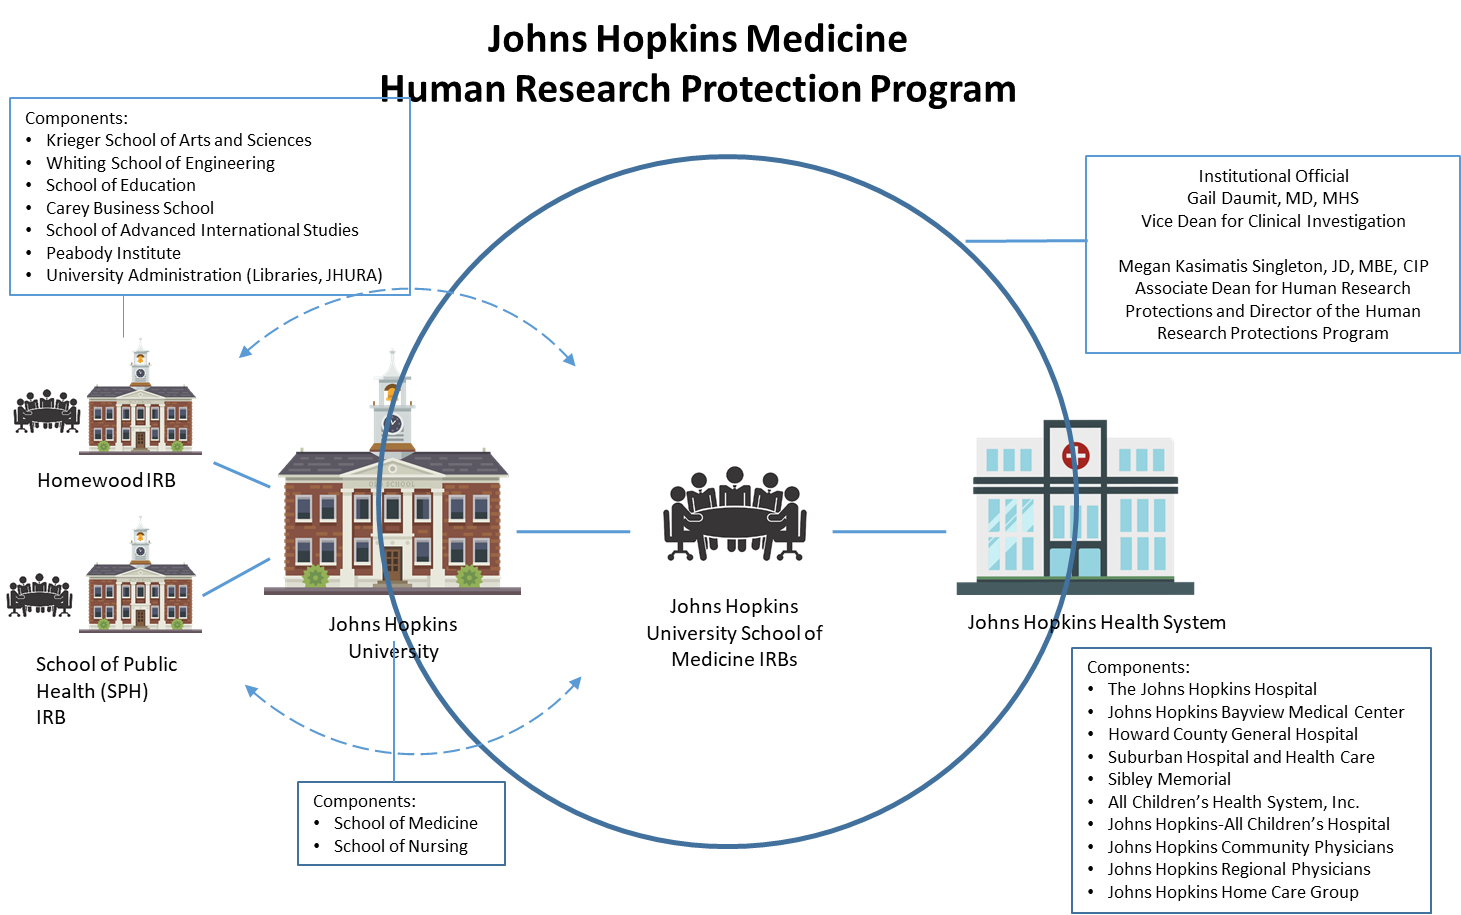 Johns Hopkins Medicine
Human Research Protection Program
Components:
• Krieger School of Arts and Sciences
• Whiting School of Engineering
• School of Education
• Carey Business School
• School of Advanced International Studies
• Peabody Institute
• University Administration (Libraries, JHURA)
Institutional Official
Gail Daumit, MD, MHS
Vice Dean for Clinical Investigation
Megan Kasimatis Singleton, JD, MBE, CIP
Associate Dean for Human Research
Protections and Director of the Human
Research Protections Program
Homewood IRB
School of Public
Health (SPH)
IRB
Johns Hopkins
University
Johns Hopkins
University School of
Medicine IRBs
Johns Hopkins Health System
Components:
• School of Medicine
• School of Nursing
Components:
• The Johns Hopkins Hospital
• Johns Hopkins Bayview Medical Center
• Howard County General Hospital
• Suburban Hospital and Health Care
• Sibley Memorial
• All Children’s Health System, Inc.
• Johns Hopkins-All Children’s Hospital
• Johns Hopkins Community Physicians
• Johns Hopkins Regional Physicians
• Johns Hopkins Home Care Group